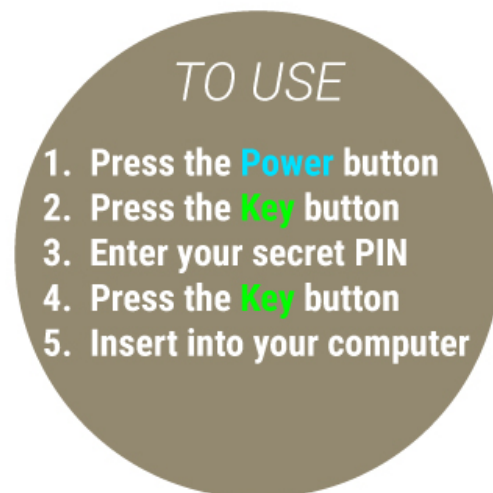 TO USE
1. Press the Power button
2. Press the Key button
3. Enter your secret PIN
4. Press the Key button
5. Insert into your computer